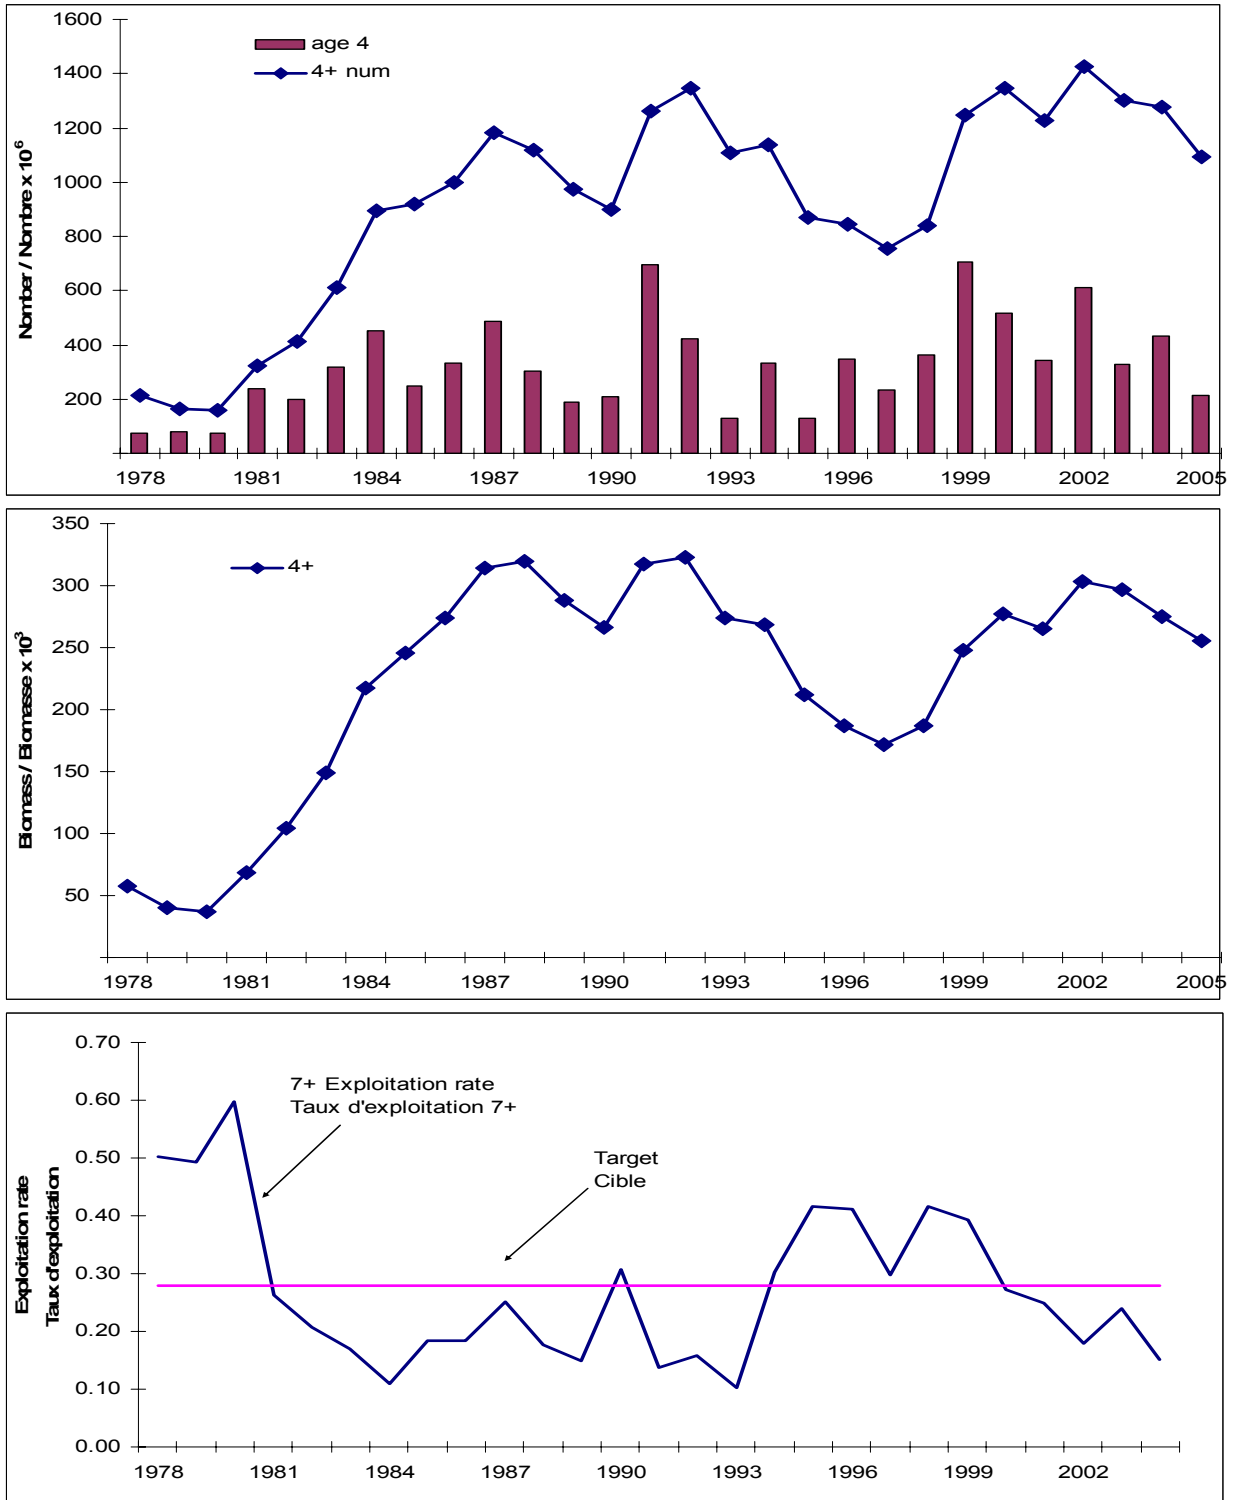 1600
1400
1200
1000
800
600
400
200
Number / Nombre x 10⁶
age 4
4+ num
1978 1981 1984 1987 1990 1993 1996 1999 2002 2005
350
300
250
200
150
100
50
Biomass / Biomasse x 10³
4+
1978 1981 1984 1987 1990 1993 1996 1999 2002 2005
0.70
0.60
0.50
0.40
0.30
0.20
0.10
0.00
Exploitation rate
Taux d'exploitation
7+ Exploitation rate
Taux d'exploitation 7+
Target
Cible
1978 1981 1984 1987 1990 1993 1996 1999 2002